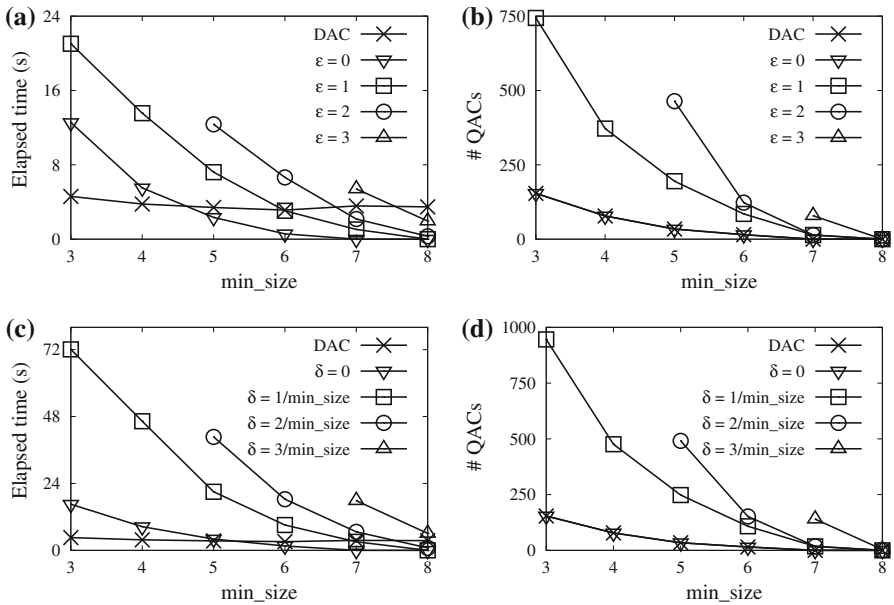 (a)
Elapsed time (s)
24
16
8
0
3 4 5 6 7 8
min_size
DAC
ε = 0
ε = 1
ε = 2
ε = 3
(b)
# QACs
750
500
250
0
3 4 5 6 7 8
min_size
DAC
ε = 0
ε = 1
ε = 2
ε = 3
(c)
Elapsed time (s)
72
48
24
0
3 4 5 6 7 8
min_size
DAC
δ = 0
δ = 1/min_size
δ = 2/min_size
δ = 3/min_size
(d)
# QACs
1000
750
500
250
0
3 4 5 6 7 8
min_size
DAC
δ = 0
δ = 1/min_size
δ = 2/min_size
δ = 3/min_size